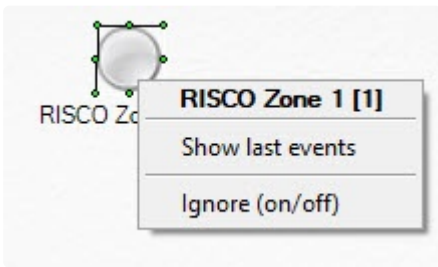 RISCO Zone 1 [1]
RISCO Zo
Show last events
Ignore (on/off)